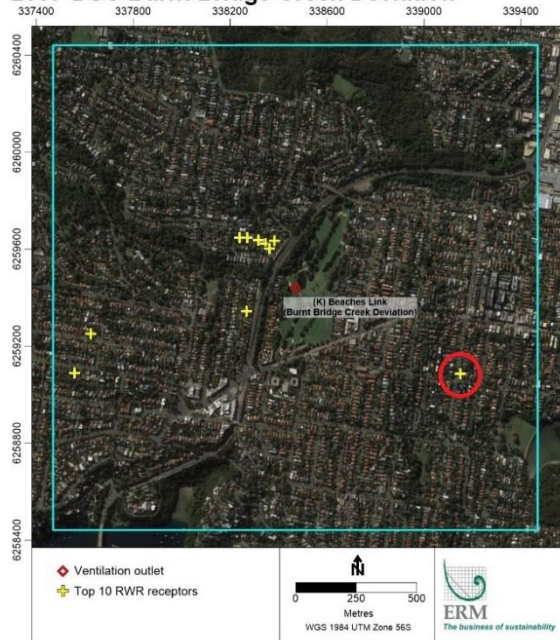 337400 337800 338200 338600 339000 339400
6260400
6260000
6259600
6259200
6258800
6258400
(K) Beaches Link
(Burnt Bridge Creek Deviation)
Ventilation outlet
Top 10 RWR receptors
N
0 250 500
Metres
WGS 1984 UTM Zone 56S
ERM
The business of sustainability